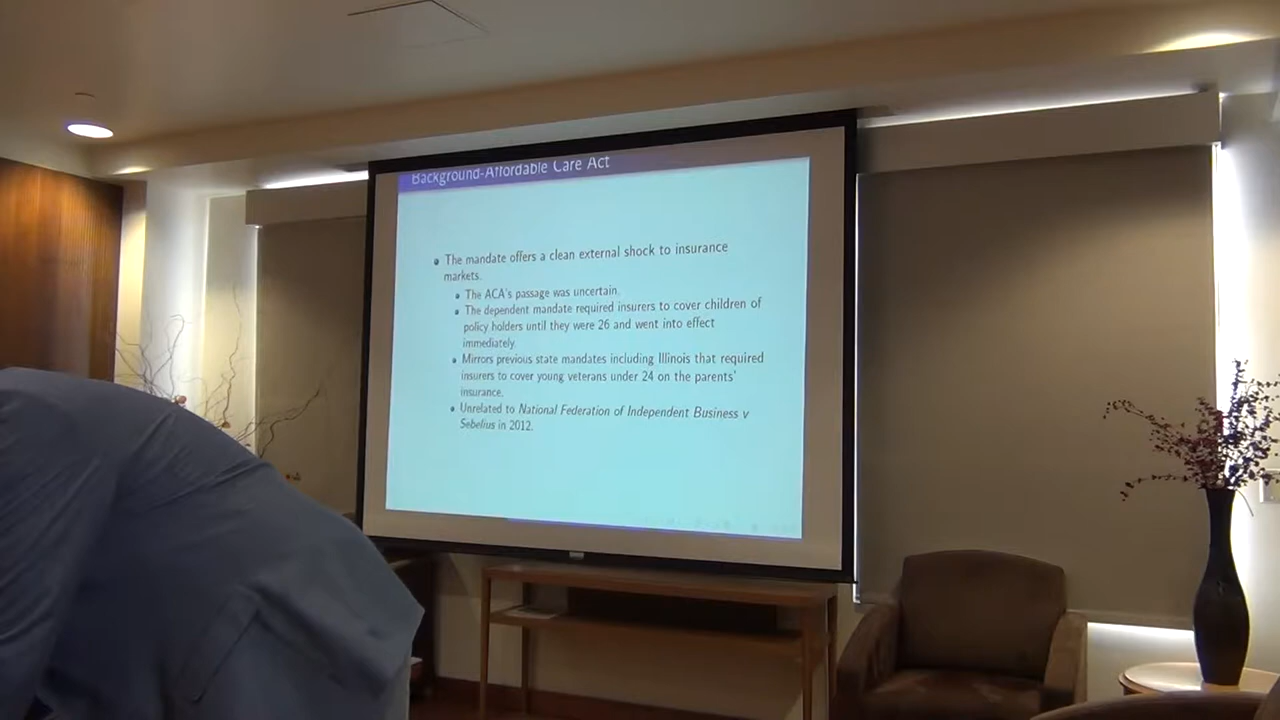 Background-Affordable Care Act
The mandate offers a clean external shock to insurance
markets.
The ACA's passage was uncertain.
The dependent mandate required insurers to cover children of
policy holders until they were 26 and went into effect
immediately.
Mirrors previous state mandates including Illinois that required
insurers to cover young veterans under 24 on the parents'
insurance.
Unrelated to National Federation of Independent Business v
Sebelius in 2012.